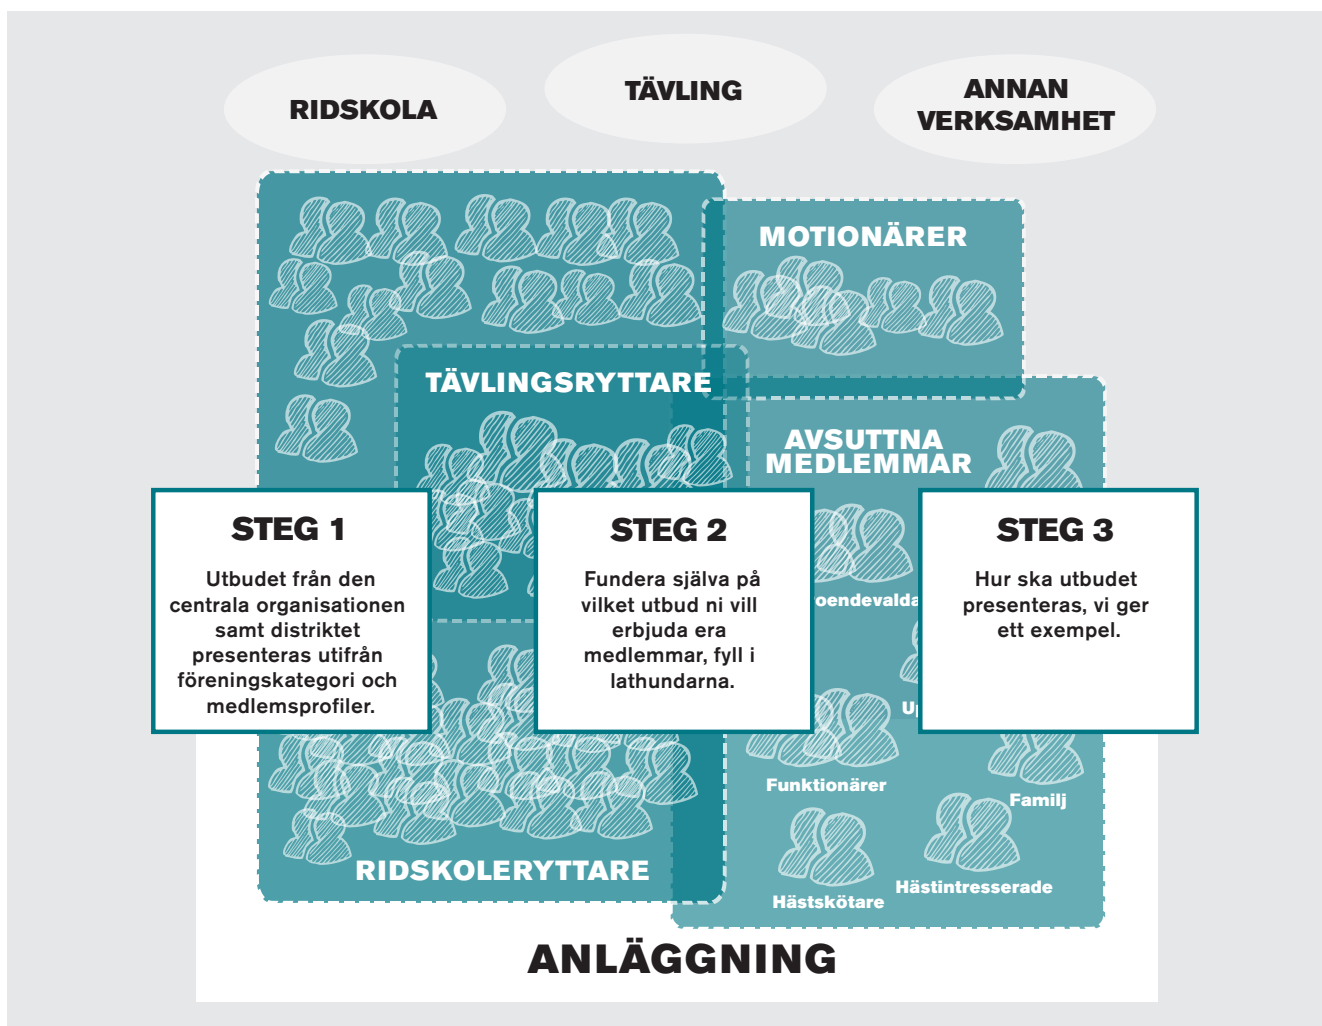 RIDSKOLA
TÄVLING
ANNAN
VERKSAMHET
MOTIONÄRER
TÄVLINGSRYTTARE
AVSUTTNA
MEDLEMMAR
STEG 1
Utbudet från den
centrala organisationen
samt distriktet
presenteras utifrån
föreningskategori och
medlemsprofiler.
STEG 2
Fundera själva på
vilket utbud ni vill
erbjuda era
medlemmar, fyll i
lathundarna.
STEG 3
Hur ska utbudet
presenteras, vi ger
ett exempel.
Funktionärer
Familj
Hästskötare
Hästintresserade
RIDSKOLERYTTARE
ANLÄGGNING